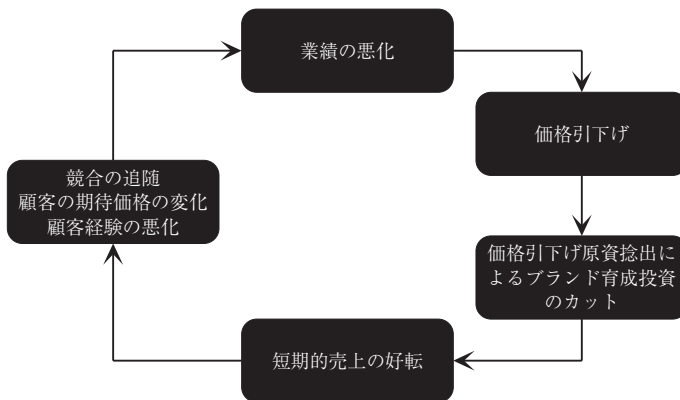 業績の悪化
価格引下げ
価格引下げ原資捻出に
よるブランド育成投資
のカット
短期的売上の好転
競合の追随
顧客の期待価格の変化
顧客経験の悪化